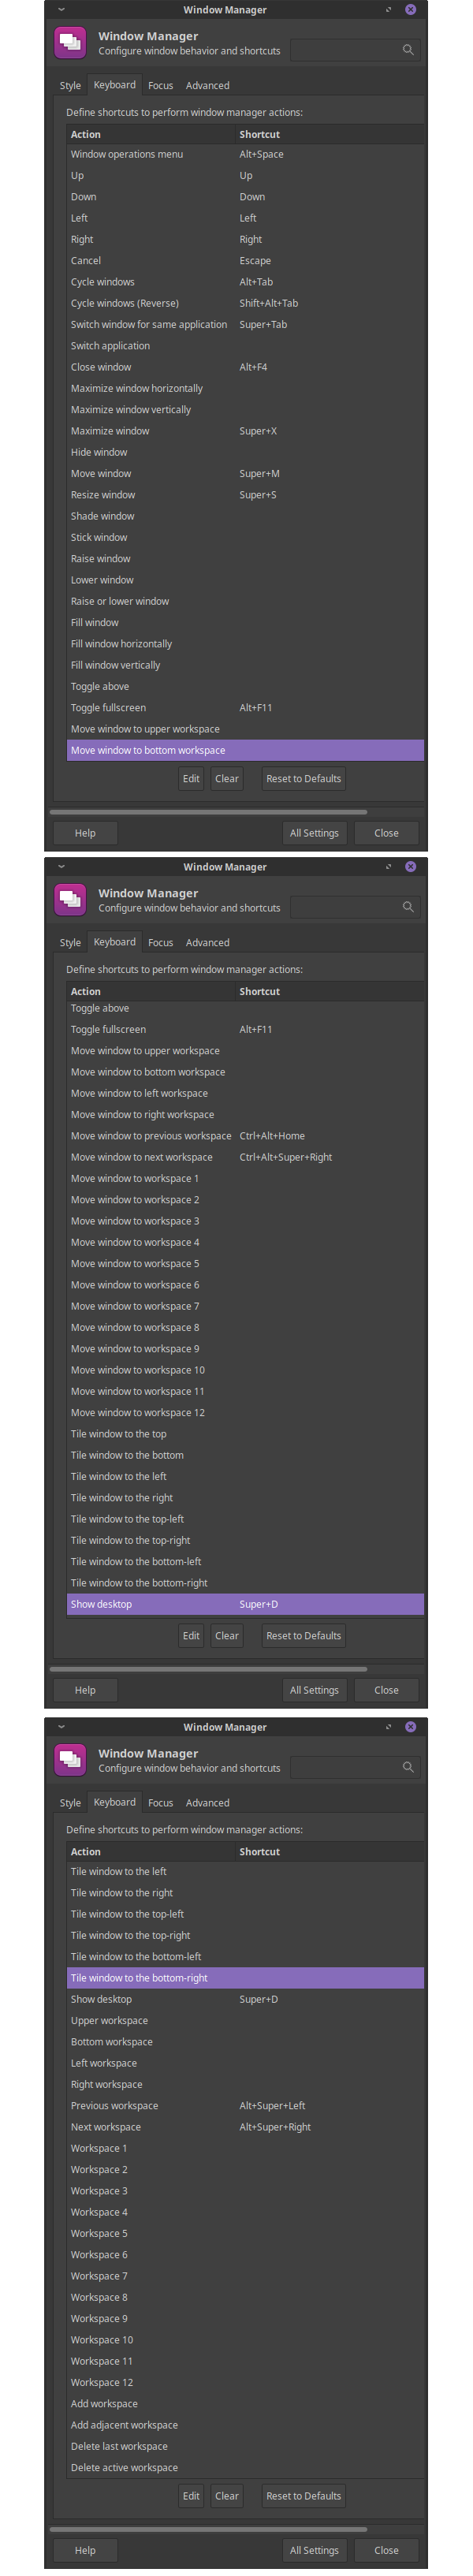 Window Manager
Window Manager
Configure window behavior and shortcuts
Style Keyboard Focus Advanced
Define shortcuts to perform window manager actions:
Action Shortcut
Window operations menu Alt+Space
Up Up
Down Down
Left Left
Right Right
Cancel Escape
Cycle windows Alt+Tab
Cycle windows (Reverse) Shift+Alt+Tab
Switch window for same application Super+Tab
Switch application
Close window Alt+F4
Maximize window horizontally
Maximize window vertically
Maximize window Super+X
Hide window
Move window Super+M
Resize window Super+S
Shade window
Stick window
Raise window
Lower window
Raise or lower window
Fill window
Fill window horizontally
Fill window vertically
Toggle above
Toggle fullscreen Alt+F11
Move window to upper workspace
Move window to bottom workspace
Edit Clear Reset to Defaults
Help All Settings Close
Window Manager
Window Manager
Configure window behavior and shortcuts
Style Keyboard Focus Advanced
Define shortcuts to perform window manager actions:
Action Shortcut
Toggle above
Toggle fullscreen Alt+F11
Move window to upper workspace
Move window to bottom workspace
Move window to left workspace
Move window to right workspace
Move window to previous workspace Ctrl+Alt+Home
Move window to next workspace Ctrl+Alt+Super+Right
Move window to workspace 1
Move window to workspace 2
Move window to workspace 3
Move window to workspace 4
Move window to workspace 5
Move window to workspace 6
Move window to workspace 7
Move window to workspace 8
Move window to workspace 9
Move window to workspace 10
Move window to workspace 11
Move window to workspace 12
Tile window to the top
Tile window to the bottom
Tile window to the left
Tile window to the right
Tile window to the top-left
Tile window to the top-right
Tile window to the bottom-left
Tile window to the bottom-right
Show desktop Super+D
Edit Clear Reset to Defaults
Help All Settings Close
Window Manager
Window Manager
Configure window behavior and shortcuts
Style Keyboard Focus Advanced
Define shortcuts to perform window manager actions:
Action Shortcut
Tile window to the left
Tile window to the right
Tile window to the top-left
Tile window to the top-right
Tile window to the bottom-left
Tile window to the bottom-right
Show desktop Super+D
Upper workspace
Bottom workspace
Left workspace
Right workspace
Previous workspace Alt+Super+Left
Next workspace Alt+Super+Right
Workspace 1
Workspace 2
Workspace 3
Workspace 4
Workspace 5
Workspace 6
Workspace 7
Workspace 8
Workspace 9
Workspace 10
Workspace 11
Workspace 12
Add workspace
Add adjacent workspace
Delete last workspace
Delete active workspace
Edit Clear Reset to Defaults
Help All Settings Close